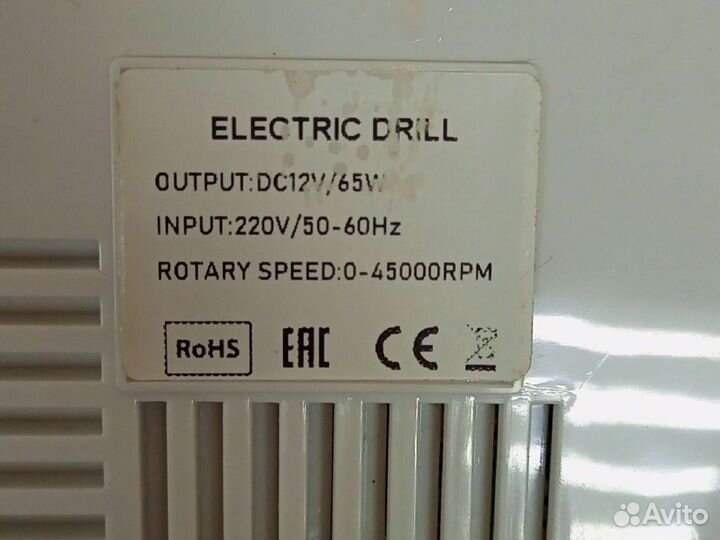 ELECTRIC DRILL
OUTPUT:DC12V/65W
INPUT:220V/50-60Hz
ROTARY SPEED:0-45000RPM
RoHS EAC CE
Avito